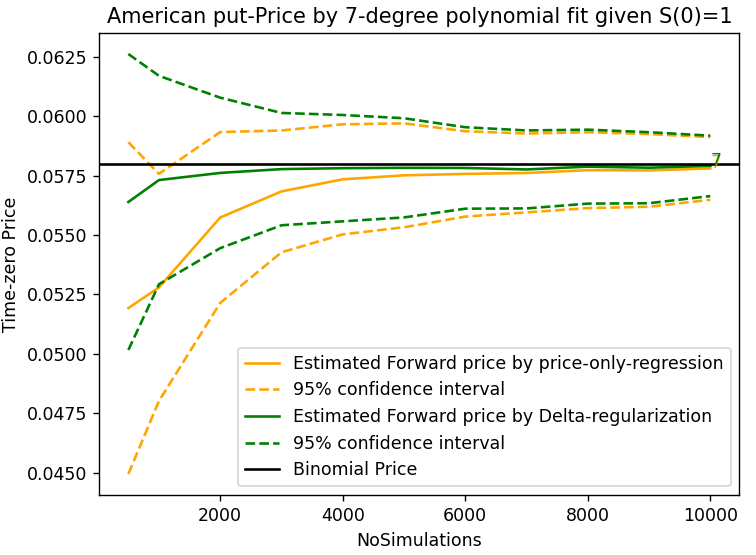 American put-Price by 7-degree polynomial fit given S(0)=1
0.0625
0.0600
0.0575
0.0550
0.0525
0.0500
0.0475
0.0450
Time-zero Price
7
Estimated Forward price by price-only-regression
95% confidence interval
Estimated Forward price by Delta-regularization
95% confidence interval
Binomial Price
2000 4000 6000 8000 10000
NoSimulations